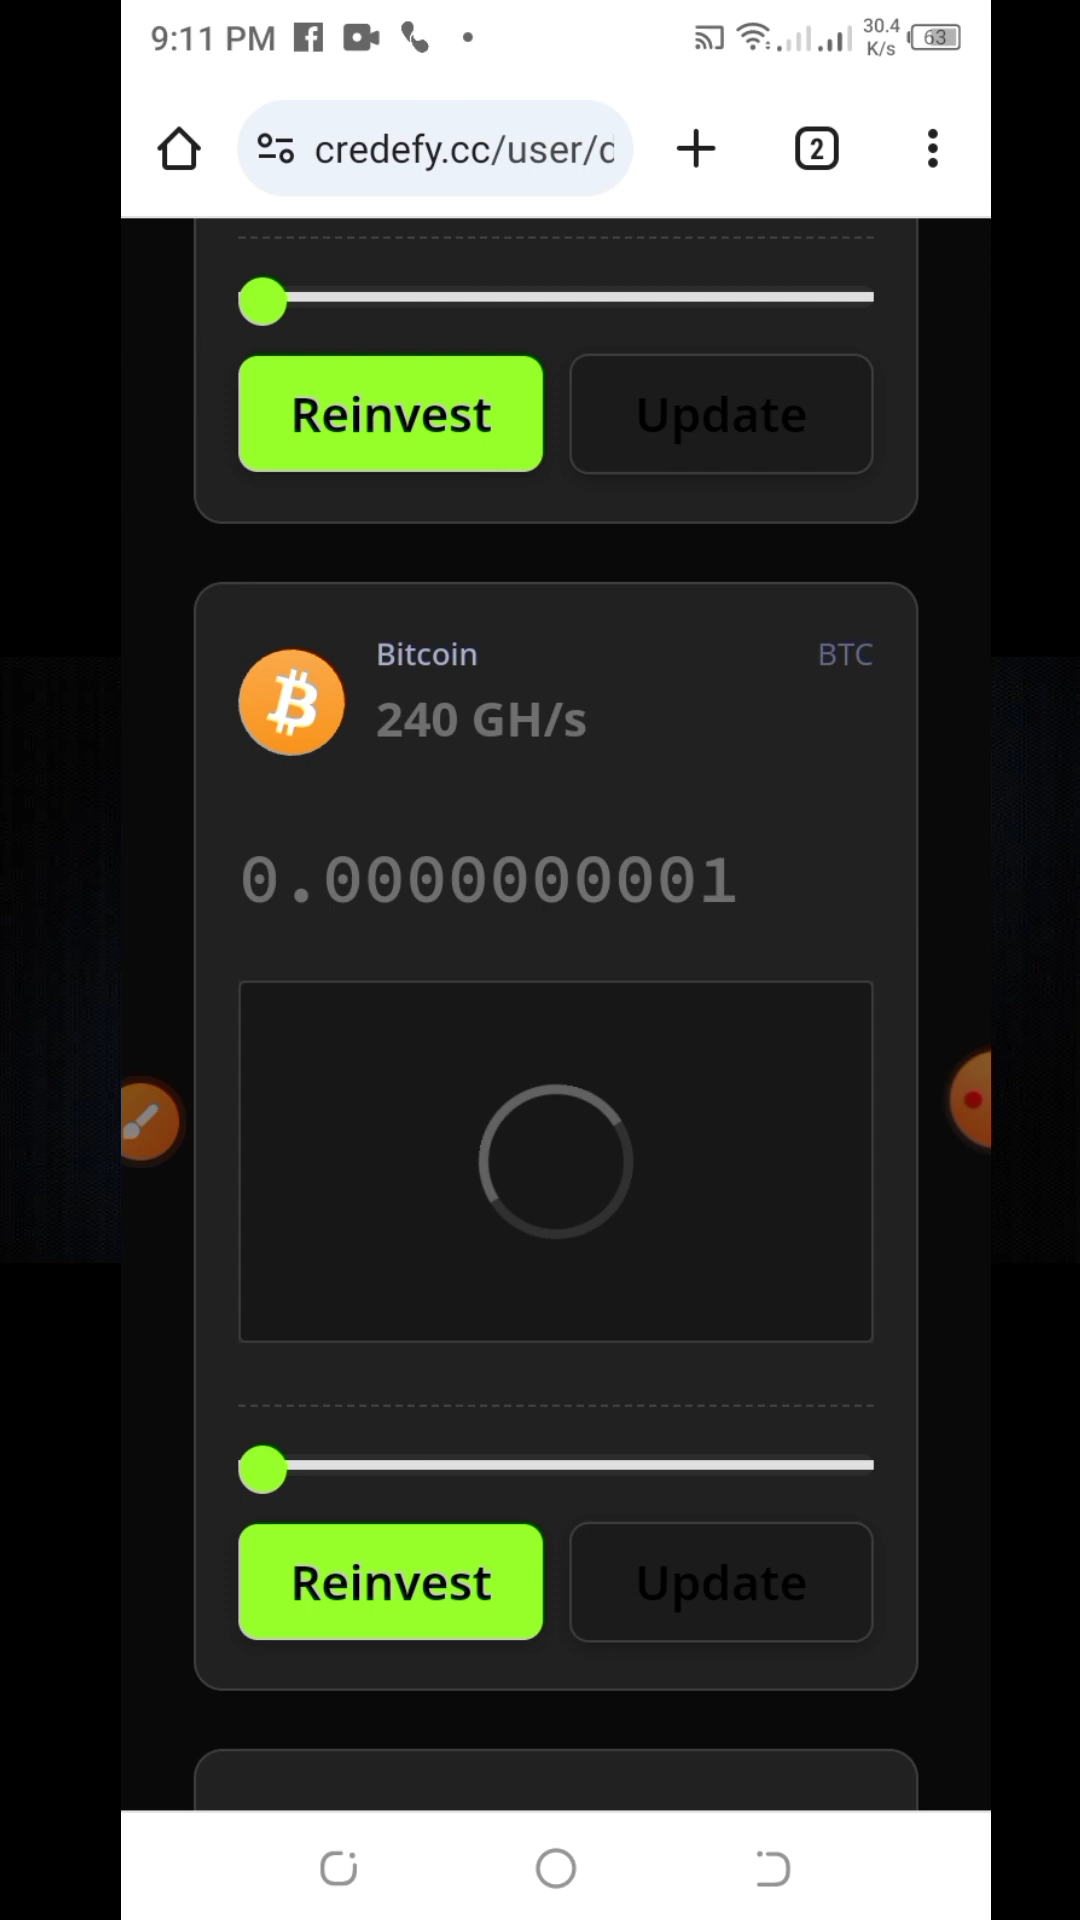 9:11 PM
30.4
K/s
63
credefy.cc/user/d
2
Reinvest
Update
Bitcoin
BTC
240 GH/s
0.0000000001
Reinvest
Update